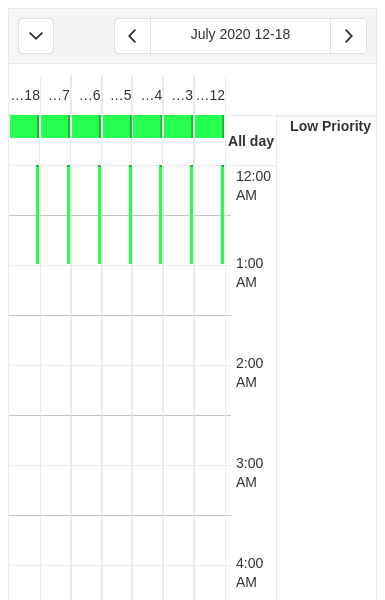 July 2020 12-18
…18 …7 …6 …5 …4 …3 …12
Low Priority
All day
12:00
AM
1:00
AM
2:00
AM
3:00
AM
4:00
AM